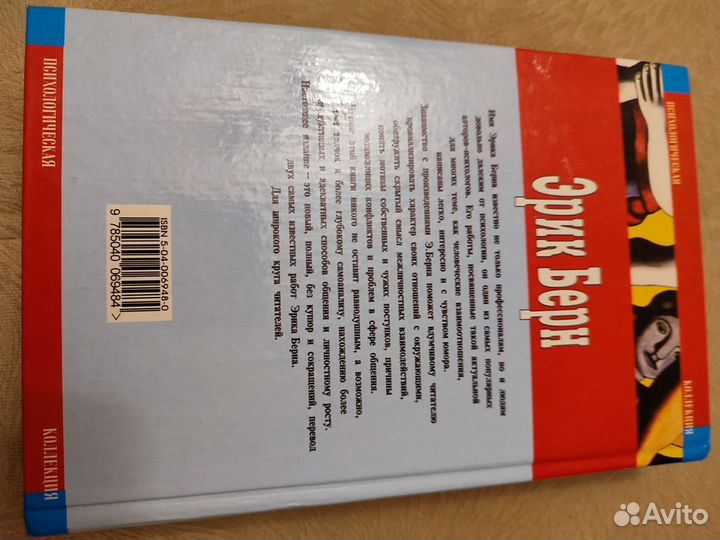 ПСИХОЛОГИЧЕСКАЯ
КОЛЛЕКЦИЯ
Эрик Берн
Имя Эрика Берна известно не только профессионалам, но и людям
довольно далеким от психологии, он один из самых популярных
авторов-психологов. Его работы, посвященные такой актуальной
для многих теме, как человеческие взаимоотношения,
написаны легко, интересно и с чувством юмора.
Знакомство с произведениями Э.Берна поможет вдумчивому читателю
проанализировать характер своих отношений с окружающими,
обнаружить скрытый смысл межличностных взаимодействий,
понять мотивы собственных и чужих поступков, причины
возникающих конфликтов и проблем в сфере общения.
Чтение этой книги никого не оставит равнодушным, а возможно,
даст толчок к более глубокому самоанализу, нахождению более
и адекватных способов общения и личностному росту.
Настоящее издание – это новый, полный, без купюр и сокращений, перевод
двух самых известных работ Эрика Берна.
Для широкого круга читателей.
ISBN 5-04-006948-0
9 785040 069484 >
ПСИХОЛОГИЧЕСКАЯ
КОЛЛЕКЦИЯ
Avito